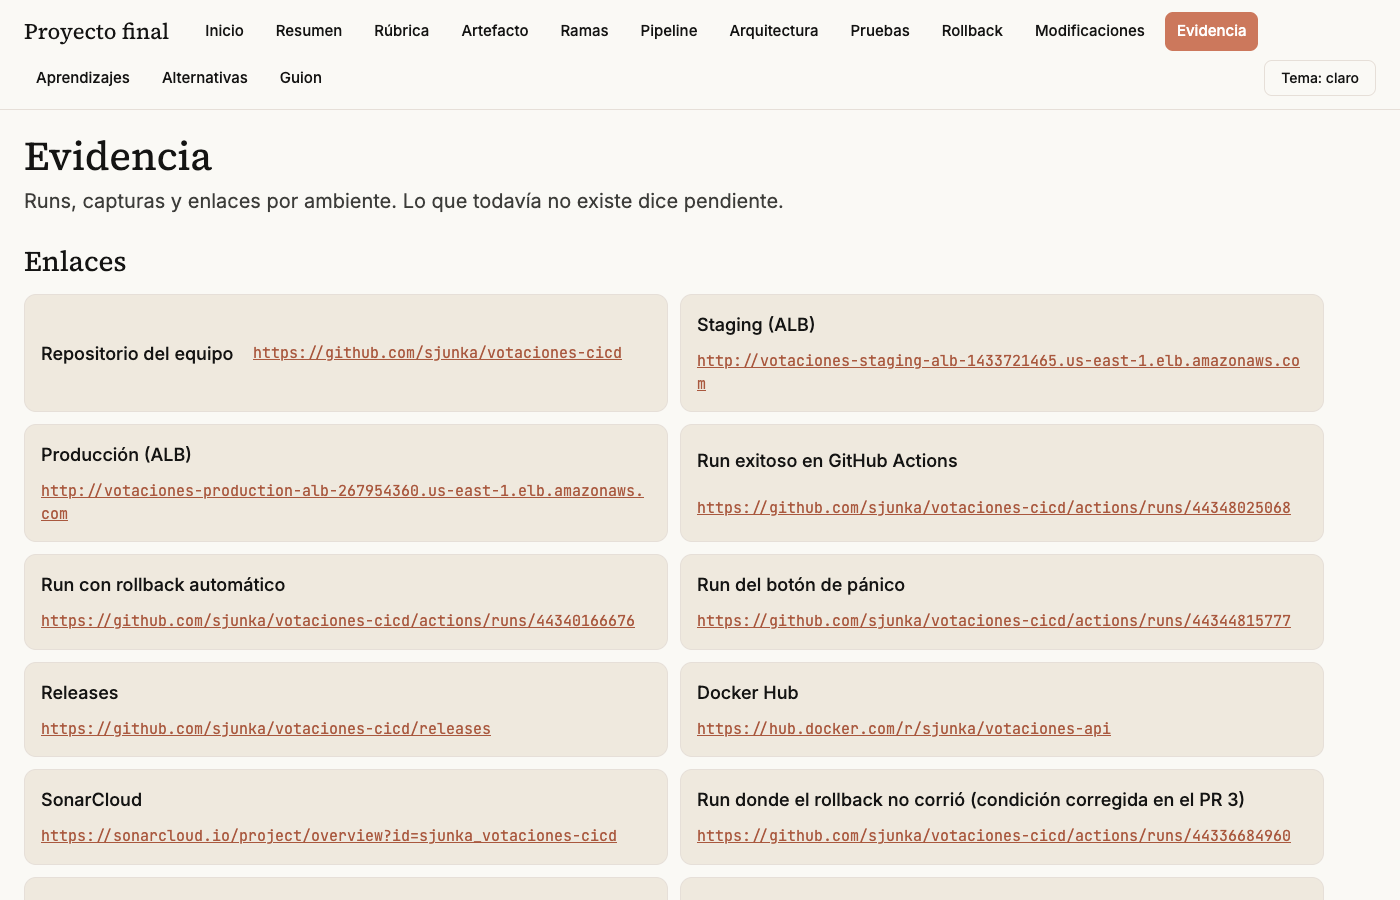 Proyecto final
Inicio
Resumen
Rúbrica
Artefacto
Ramas
Pipeline
Arquitectura
Pruebas
Rollback
Modificaciones
Evidencia
Aprendizajes
Alternativas
Guion
Tema: claro
Evidencia
Runs, capturas y enlaces por ambiente. Lo que todavía no existe dice pendiente.
Enlaces
Repositorio del equipo
https://github.com/sjunka/votaciones-cicd
Staging (ALB)
http://votaciones-staging-alb-1433721465.us-east-1.elb.amazonaws.co
m
Producción (ALB)
http://votaciones-production-alb-267954360.us-east-1.elb.amazonaws.
com
Run exitoso en GitHub Actions
https://github.com/sjunka/votaciones-cicd/actions/runs/44348025068
Run con rollback automático
https://github.com/sjunka/votaciones-cicd/actions/runs/44340166676
Run del botón de pánico
https://github.com/sjunka/votaciones-cicd/actions/runs/44344815777
Releases
https://github.com/sjunka/votaciones-cicd/releases
Docker Hub
https://hub.docker.com/r/sjunka/votaciones-api
SonarCloud
https://sonarcloud.io/project/overview?id=sjunka_votaciones-cicd
Run donde el rollback no corrió (condición corregida en el PR 3)
https://github.com/sjunka/votaciones-cicd/actions/runs/44336684960